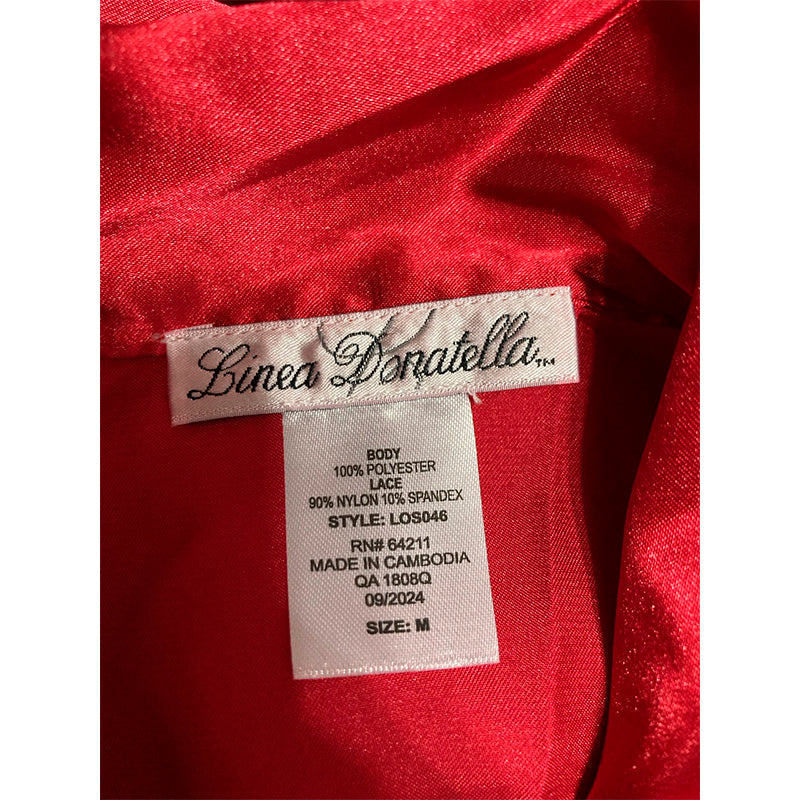 Linea Donatella™
BODY
100% POLYESTER
LACE
90% NYLON 10% SPANDEX
STYLE: LOS046
RN# 64211
MADE IN CAMBODIA
QA 1808Q
09/2024
SIZE: M